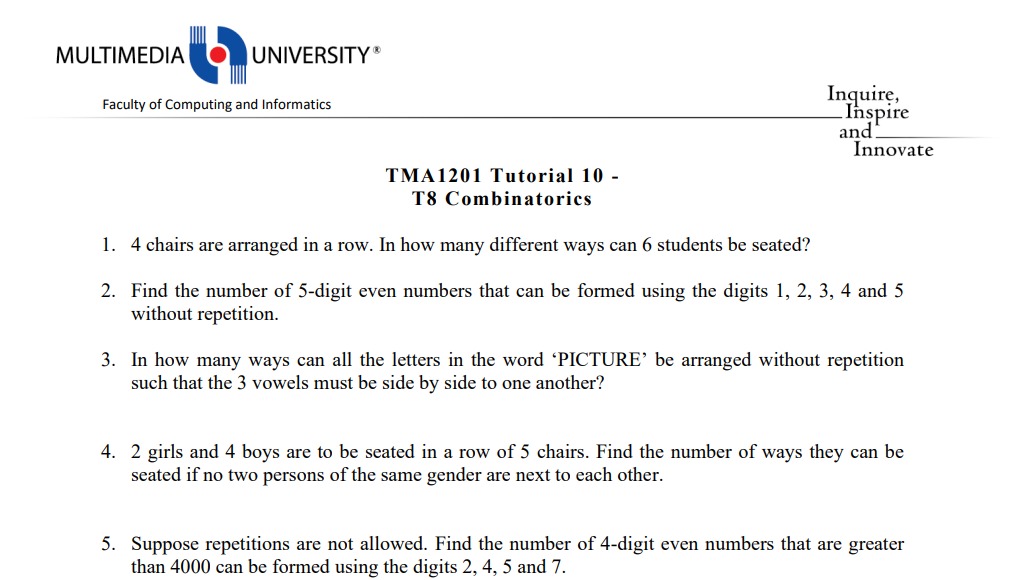 MULTIMEDIA UNIVERSITY®
Faculty of Computing and Informatics
Inquire,
Inspire
and
Innovate
TMA1201 Tutorial 10 -
T8 Combinatorics
1. 4 chairs are arranged in a row. In how many different ways can 6 students be seated?
2. Find the number of 5-digit even numbers that can be formed using the digits 1, 2, 3, 4 and 5
without repetition.
3. In how many ways can all the letters in the word ‘PICTURE’ be arranged without repetition
such that the 3 vowels must be side by side to one another?
4. 2 girls and 4 boys are to be seated in a row of 5 chairs. Find the number of ways they can be
seated if no two persons of the same gender are next to each other.
5. Suppose repetitions are not allowed. Find the number of 4-digit even numbers that are greater
than 4000 can be formed using the digits 2, 4, 5 and 7.